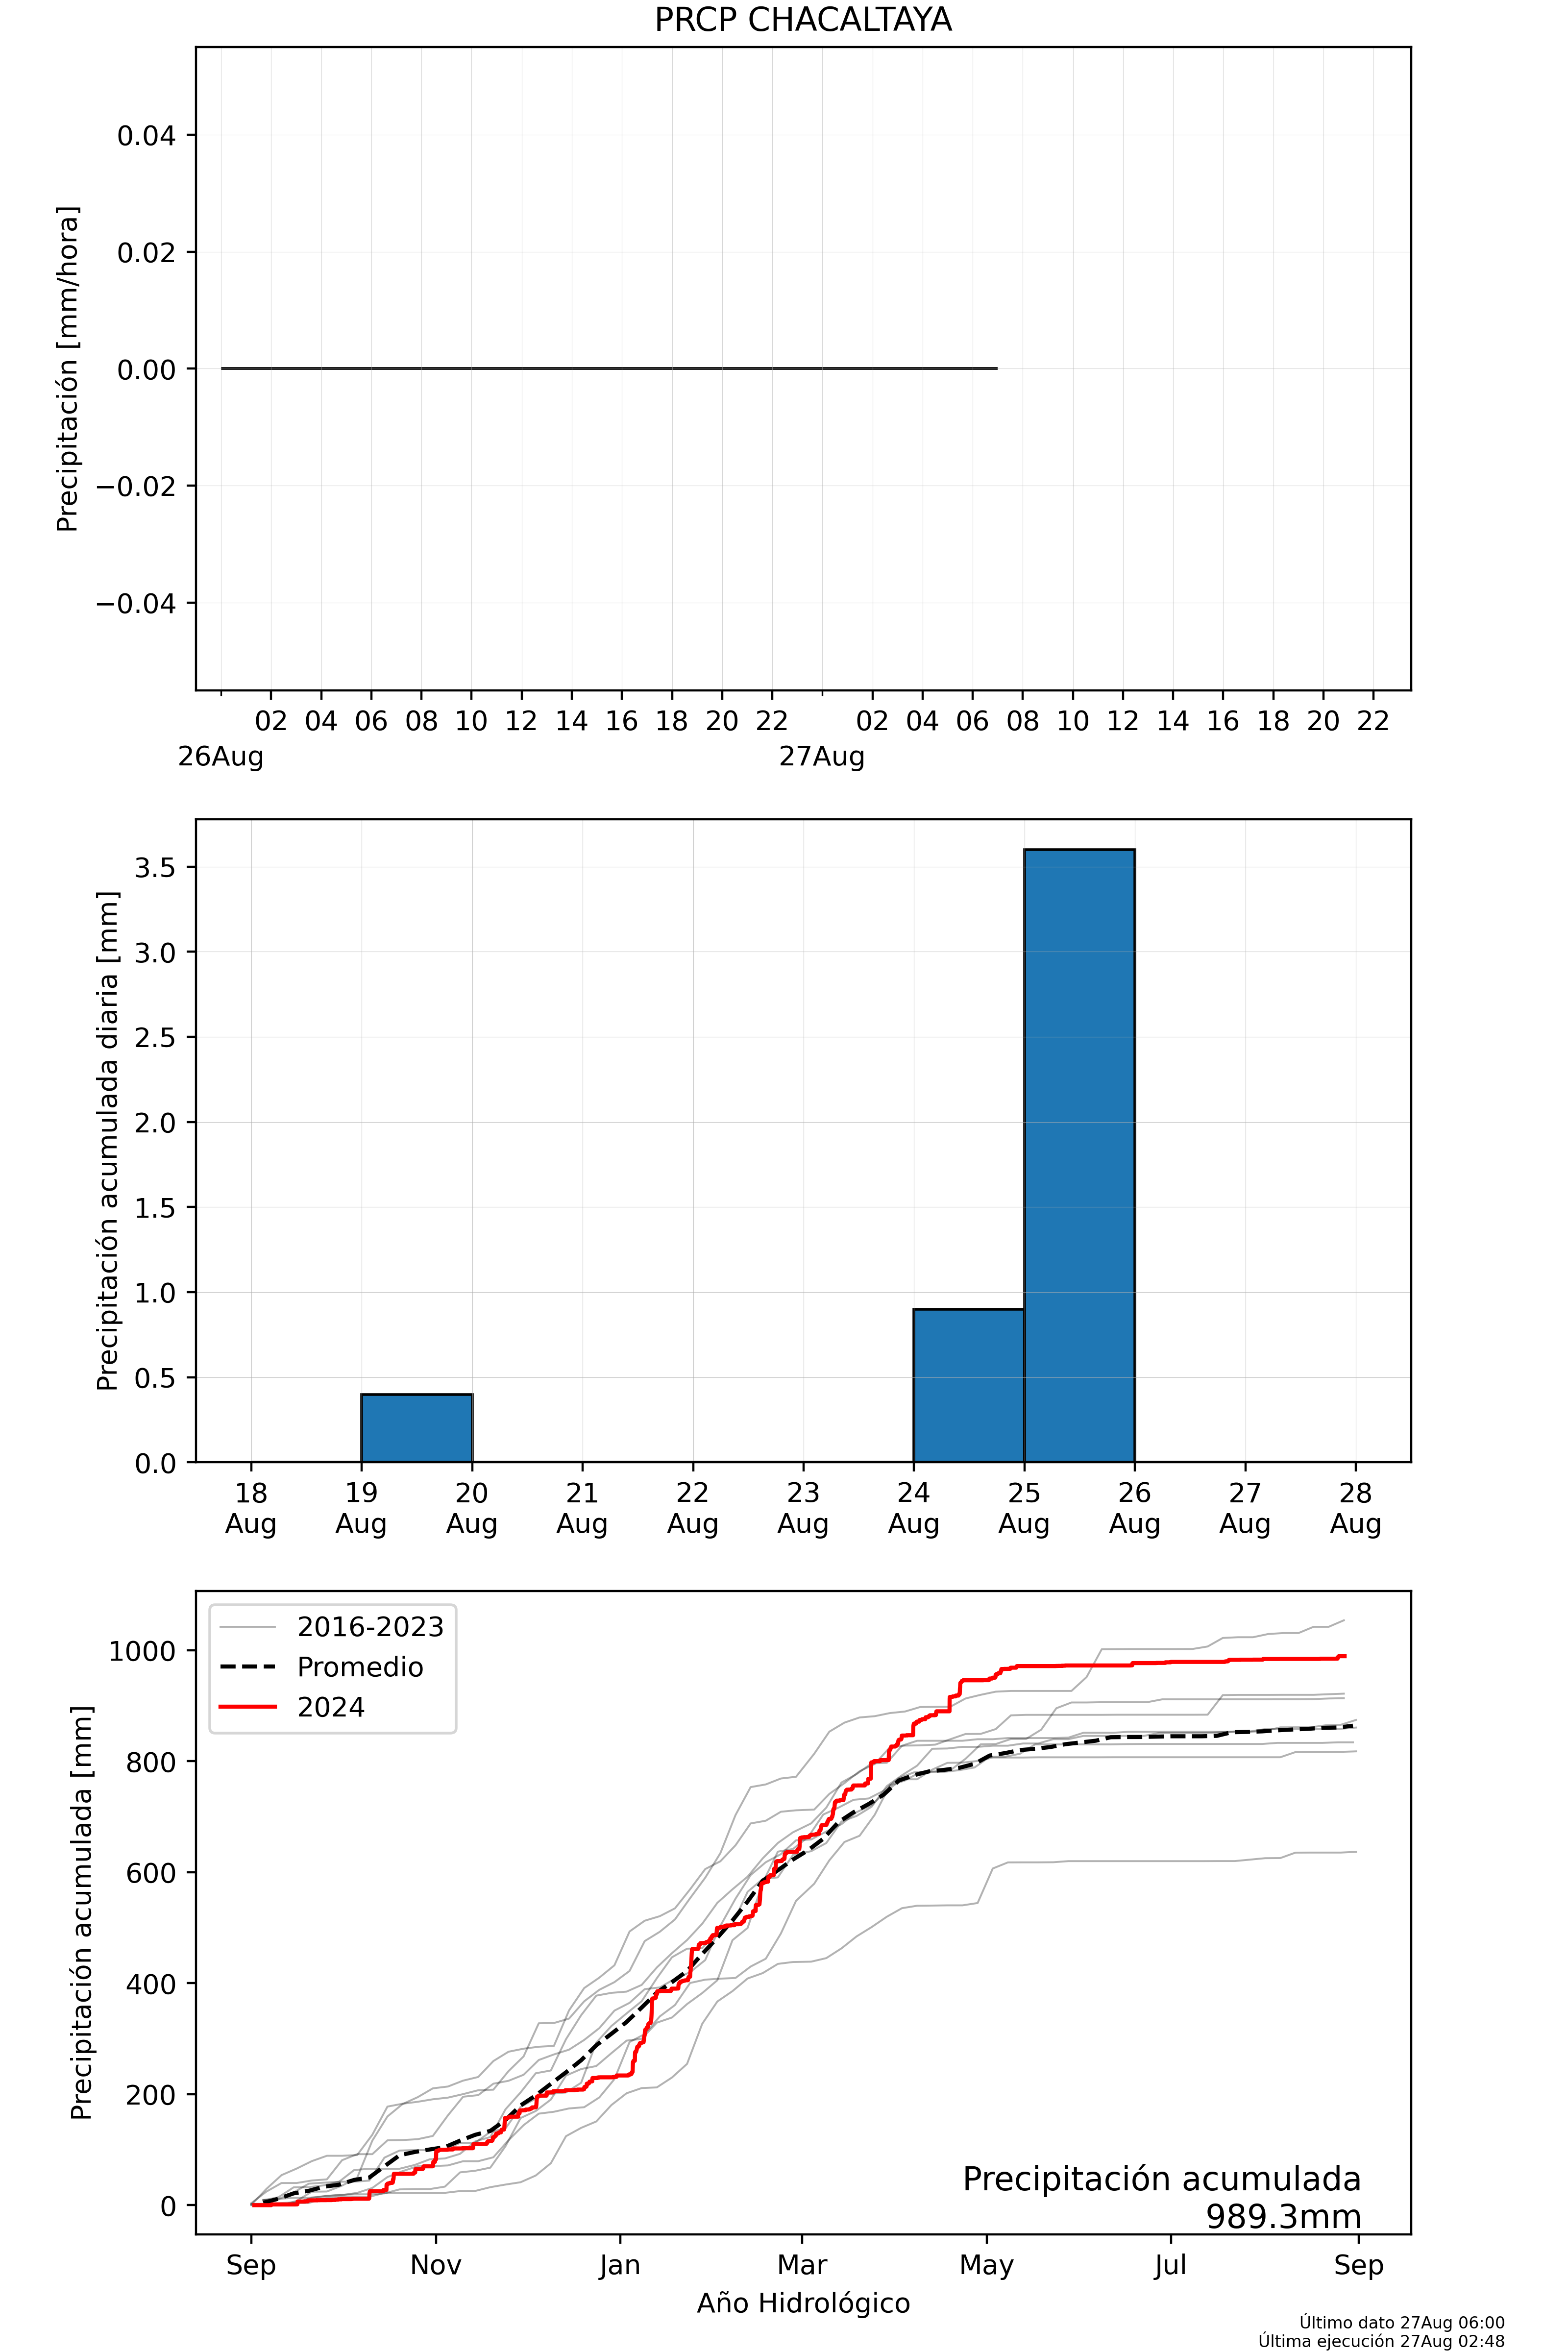 PRCP CHACALTAYA
Precipitación [mm/hora]
0.04
0.02
0.00
−0.02
−0.04
02 04 06 08 10 12 14 16 18 20 22 02 04 06 08 10 12 14 16 18 20 22
26Aug 27Aug
Precipitación acumulada diaria [mm]
3.5
3.0
2.5
2.0
1.5
1.0
0.5
0.0
18 19 20 21 22 23 24 25 26 27 28
Aug Aug Aug Aug Aug Aug Aug Aug Aug Aug Aug
Precipitación acumulada [mm]
1000
800
600
400
200
0
2016-2023
Promedio
2024
Precipitación acumulada
989.3mm
Sep Nov Jan Mar May Jul Sep
Año Hidrológico
Último dato 27Aug 06:00
Última ejecución 27Aug 02:48